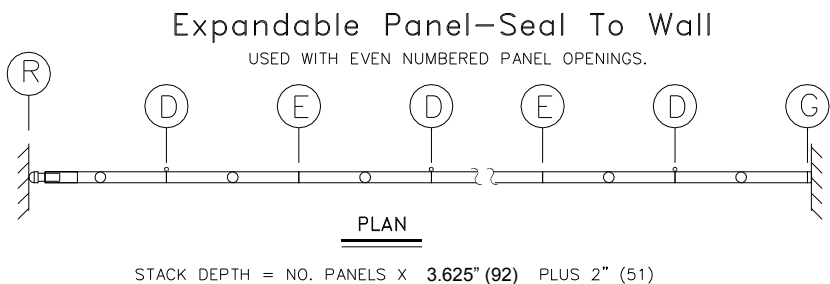 Expandable Panel-Seal To Wall
USED WITH EVEN NUMBERED PANEL OPENINGS.
R
D E D E D G
PLAN
STACK DEPTH = NO. PANELS X 3.625" (92) PLUS 2" (51)